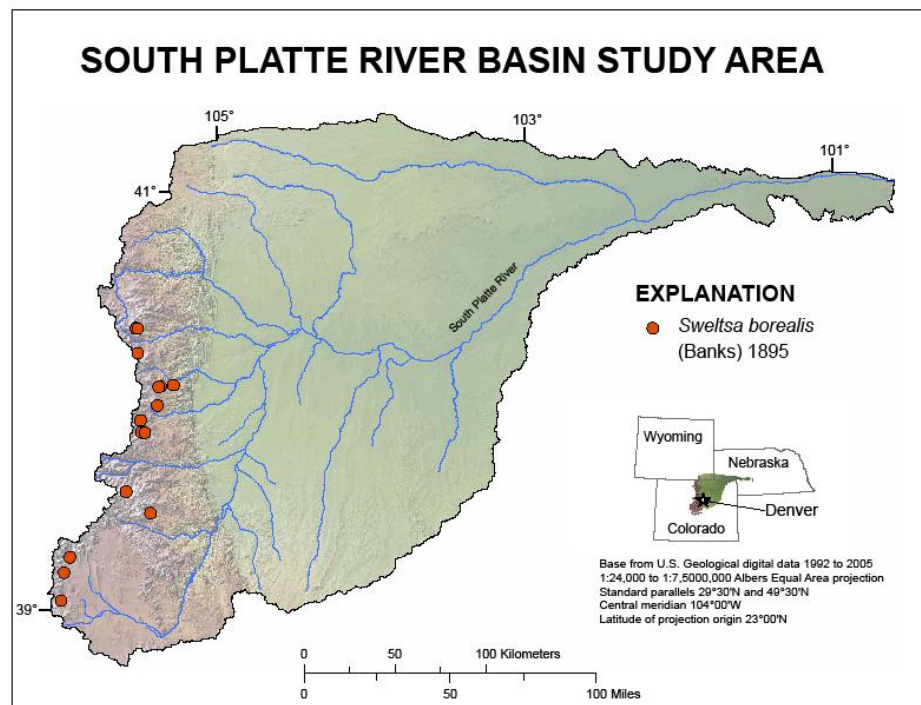 SOUTH PLATTE RIVER BASIN STUDY AREA
105°
103°
101°
41°
South Platte River
EXPLANATION
Sweltsa borealis
(Banks) 1895
Wyoming
Nebraska
Denver
Colorado
Base from U.S. Geological digital data 1992 to 2005
1:24,000 to 1:7,5000,000 Albers Equal Area projection
Standard parallels 29°30'N and 49°30'N
Central meridian 104°00'W
Latitude of projection origin 23°00'N
39°
0 50 100 Kilometers
0 50 100 Miles